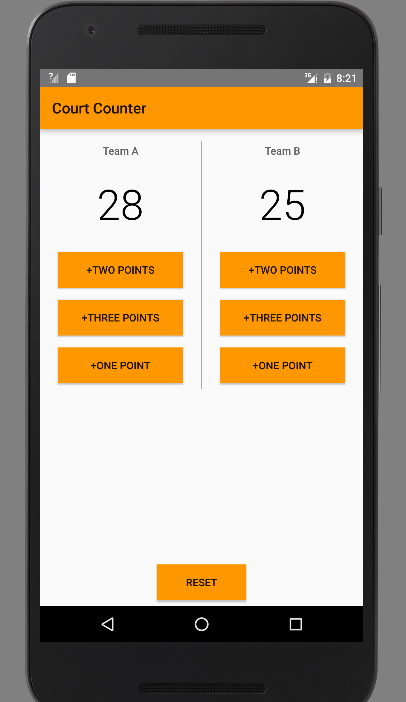 3G 8:21
Court Counter
Team A
Team B
28
25
+TWO POINTS
+TWO POINTS
+THREE POINTS
+THREE POINTS
+ONE POINT
+ONE POINT
RESET